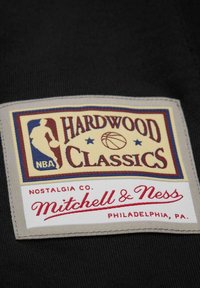 HARDWOOD
NBA
CLASSICS
NOSTALGIA CO.
Mitchell & Ness
PHILADELPHIA, PA.